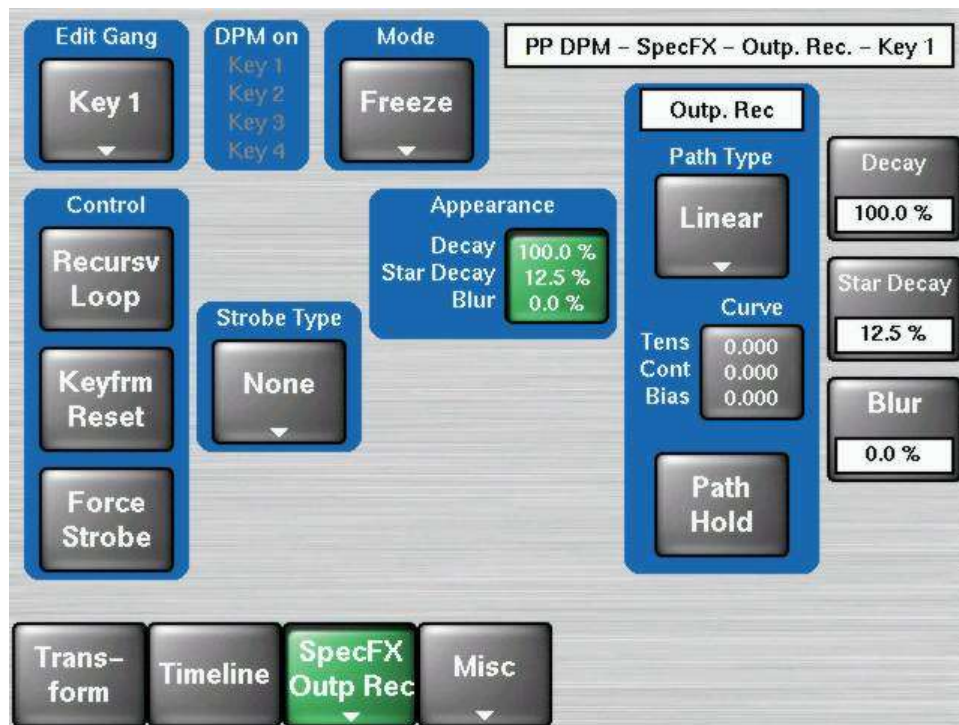 Edit Gang
Key 1
DPM on
Key 1
Key 2
Key 3
Key 4
Mode
Freeze
PP DPM – SpecFX – Outp. Rec. – Key 1
Control
Recursv
Loop
Keyfrm
Reset
Force
Strobe
Strobe Type
None
Appearance
Decay 100.0 %
Star Decay 12.5 %
Blur 0.0 %
Outp. Rec
Path Type
Linear
Curve
Tens 0.000
Cont 0.000
Bias 0.000
Path
Hold
Decay
100.0 %
Star Decay
12.5 %
Blur
0.0 %
Trans–
form
Timeline
SpecFX
Outp Rec
Misc